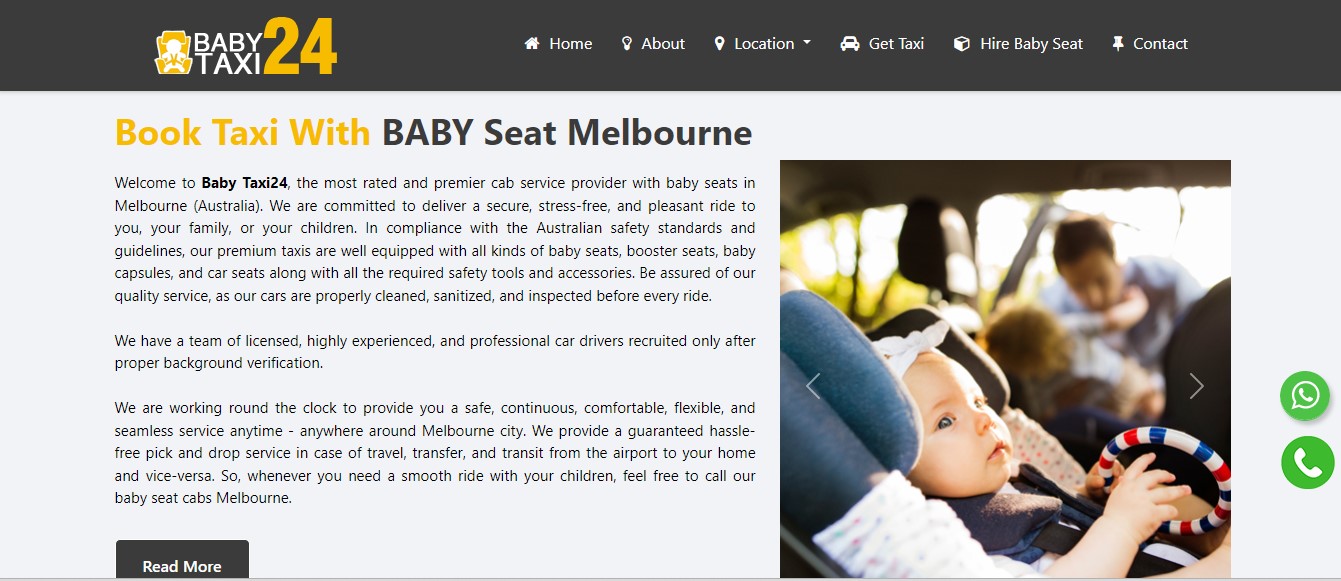 BABY
TAXI 24
Home About Location Get Taxi Hire Baby Seat Contact
Book Taxi With BABY Seat Melbourne
Welcome to Baby Taxi24, the most rated and premier cab service provider with baby seats in
Melbourne (Australia). We are committed to deliver a secure, stress-free, and pleasant ride to
you, your family, or your children. In compliance with the Australian safety standards and
guidelines, our premium taxis are well equipped with all kinds of baby seats, booster seats, baby
capsules, and car seats along with all the required safety tools and accessories. Be assured of our
quality service, as our cars are properly cleaned, sanitized, and inspected before every ride.
We have a team of licensed, highly experienced, and professional car drivers recruited only after
proper background verification.
We are working round the clock to provide you a safe, continuous, comfortable, flexible, and
seamless service anytime - anywhere around Melbourne city. We provide a guaranteed hassle-
free pick and drop service in case of travel, transfer, and transit from the airport to your home
and vice-versa. So, whenever you need a smooth ride with your children, feel free to call our
baby seat cabs Melbourne.
Read More